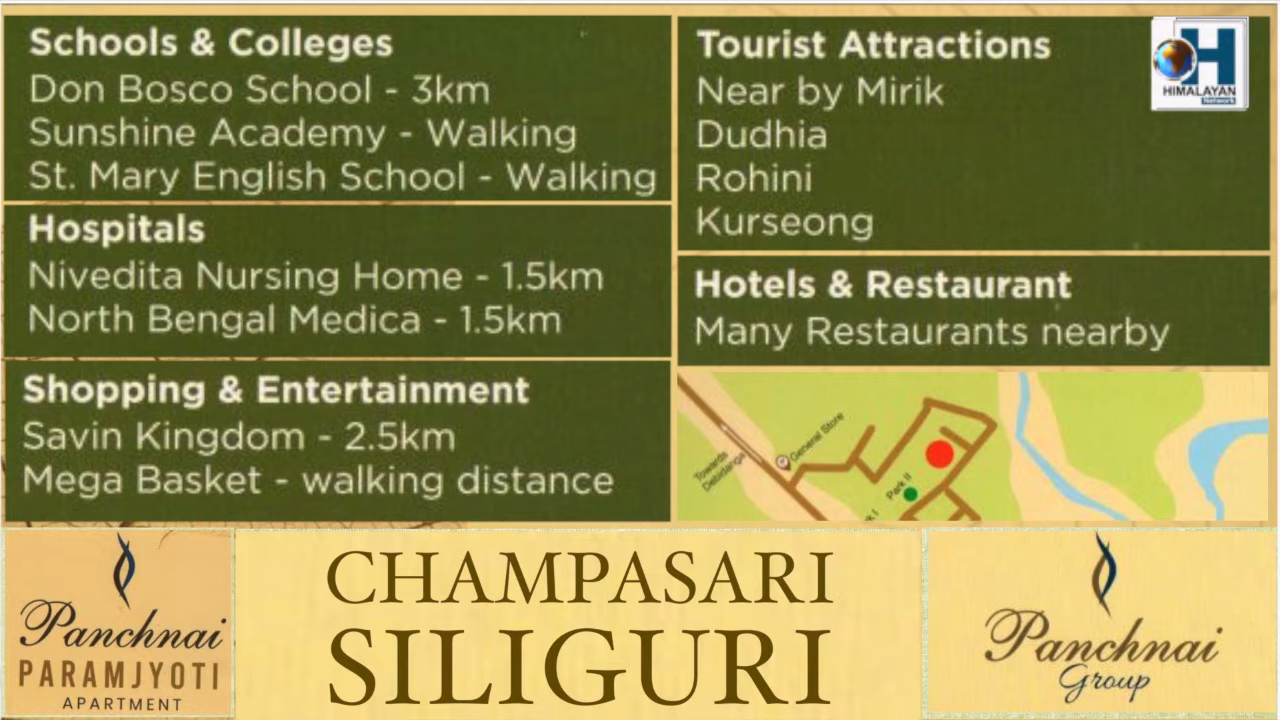 Schools & Colleges
Don Bosco School - 3km
Sunshine Academy - Walking
St. Mary English School - Walking
Hospitals
Nivedita Nursing Home - 1.5km
North Bengal Medica - 1.5km
Shopping & Entertainment
Savin Kingdom - 2.5km
Mega Basket - walking distance
Tourist Attractions
Near by Mirik
Dudhia
Rohini
Kurseong
H
HIMALAYAN
Network
Hotels & Restaurant
Many Restaurants nearby
Towards
Debidanga
General Store
Park II
k I
Panchnai
PARAMJYOTI
APARTMENT
CHAMPASARI
SILIGURI
Panchnai
Group